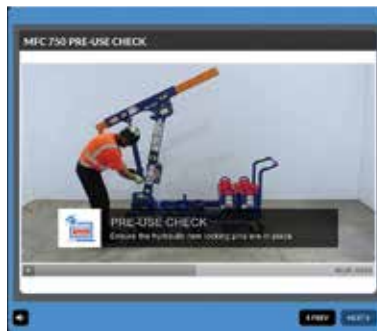 MFC 750 PRE-USE CHECK
PRE-USE CHECK
Ensure the hydraulic ram locking pins are in place
PREV
NEXT